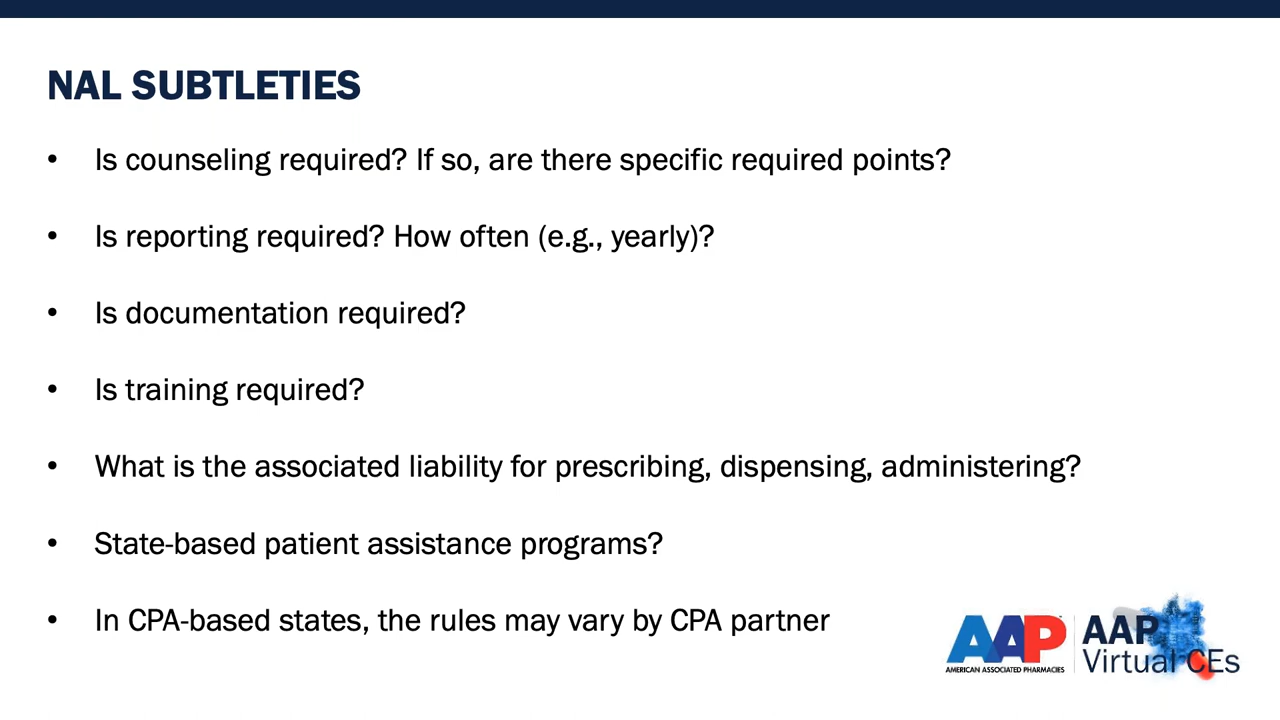 NAL SUBTLETIES
• Is counseling required? If so, are there specific required points?
• Is reporting required? How often (e.g., yearly)?
• Is documentation required?
• Is training required?
• What is the associated liability for prescribing, dispensing, administering?
• State-based patient assistance programs?
• In CPA-based states, the rules may vary by CPA partner
AAP
AMERICAN ASSOCIATED PHARMACIES
AAP
Virtual CEs